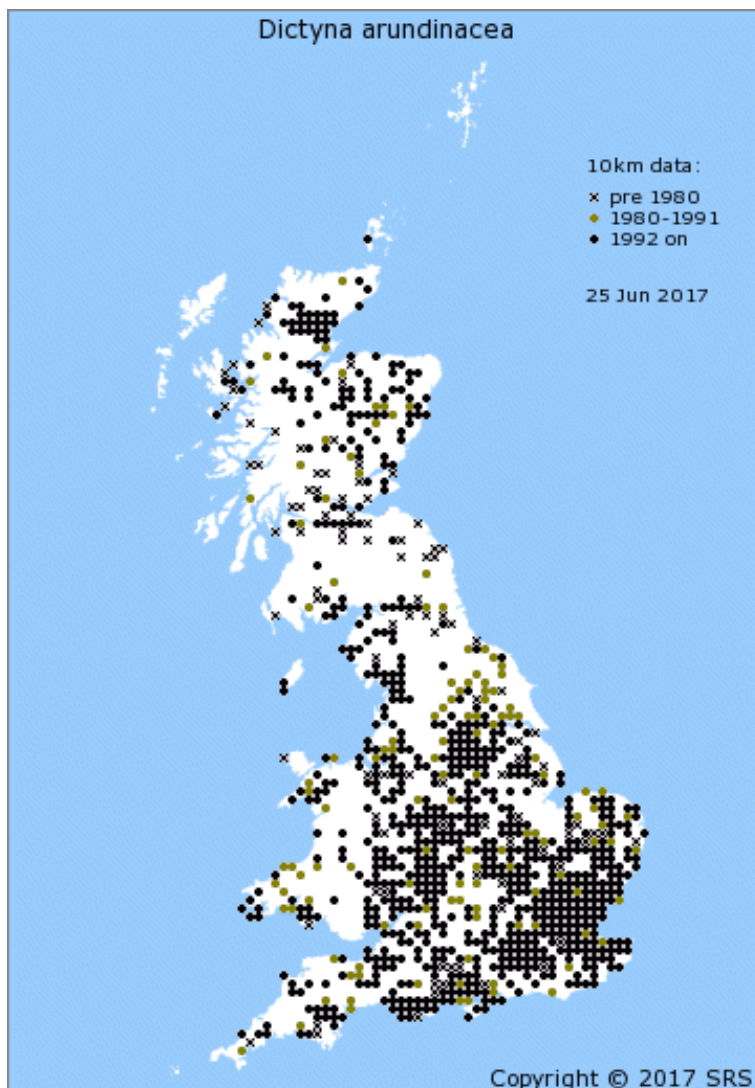 Dictyna arundinacea
10km data:
pre 1980
1980-1991
1992 on
25 Jun 2017
Copyright © 2017 SRS